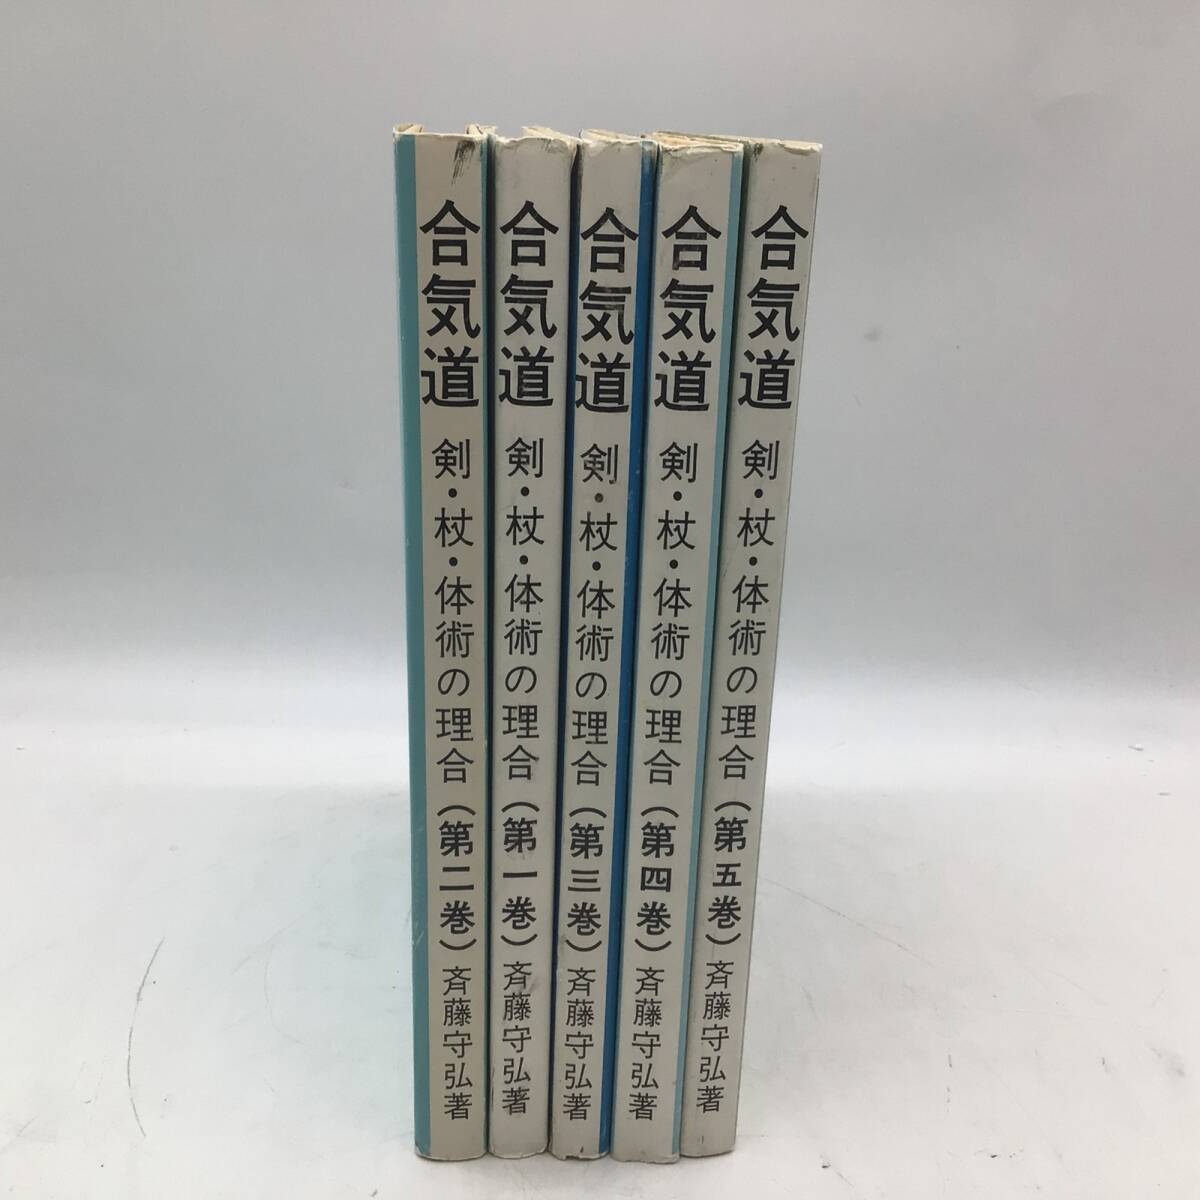 合気道 剣・杖・体術の理合（第二巻）斉藤守弘著
合気道 剣・杖・体術の理合（第一巻）斉藤守弘著
合気道 剣・杖・体術の理合（第三巻）斉藤守弘著
合気道 剣・杖・体術の理合（第四巻）斉藤守弘著
合気道 剣・杖・体術の理合（第五巻）斉藤守弘著